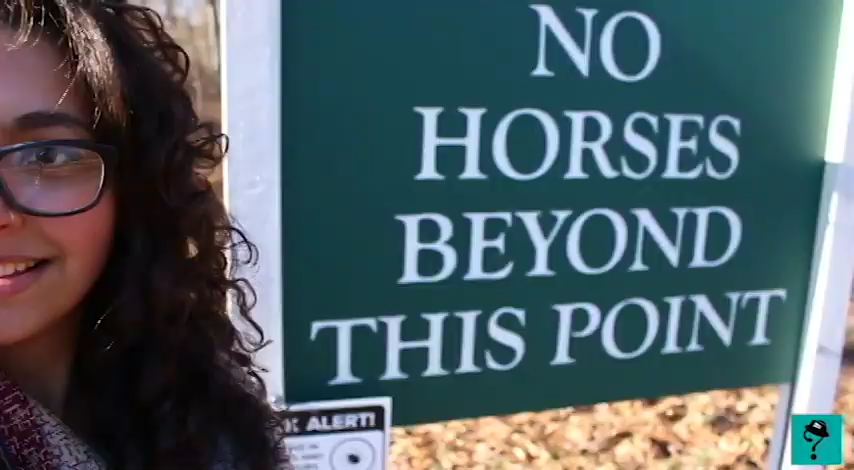 NO
HORSES
BEYOND
THIS POINT
ALERT!